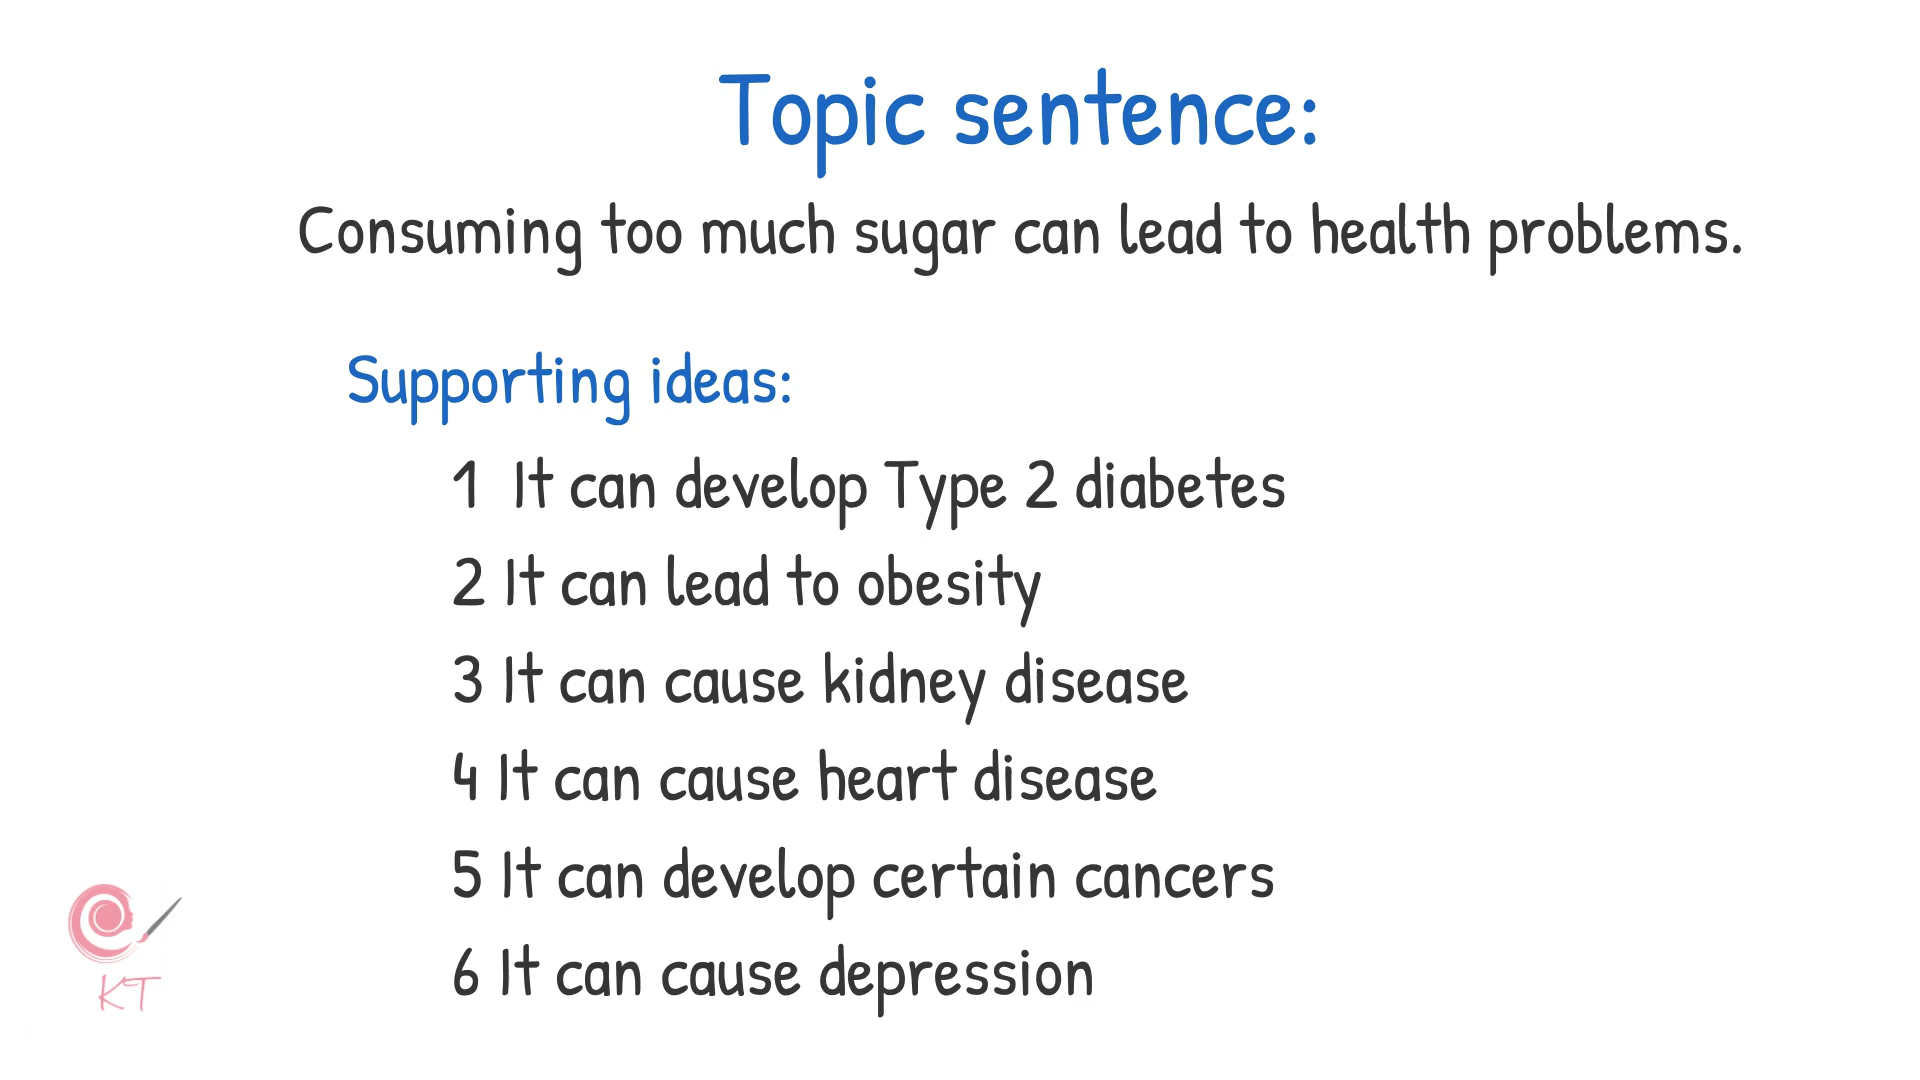 Topic sentence:
Consuming too much sugar can lead to health problems.
Supporting ideas:
1 It can develop Type 2 diabetes
2 It can lead to obesity
3 It can cause kidney disease
4 It can cause heart disease
5 It can develop certain cancers
6 It can cause depression
KT